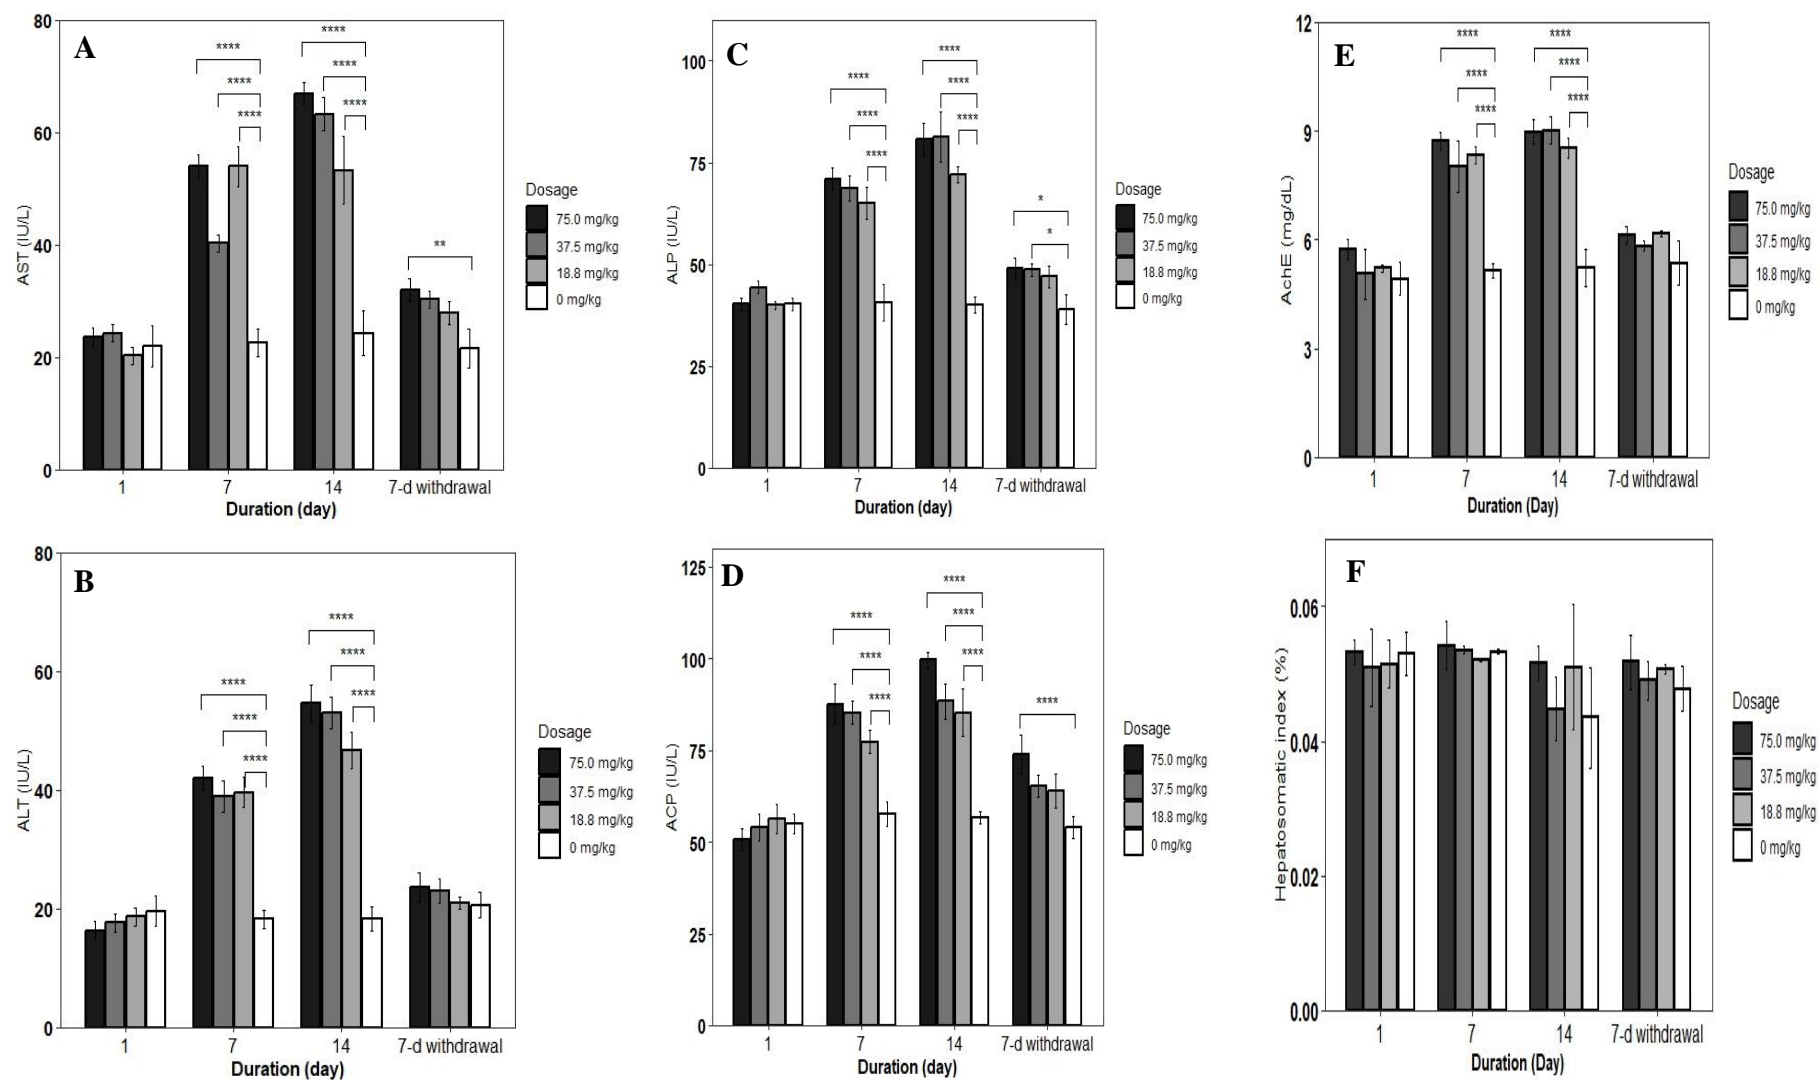 A
80
60
40
20
0
AST (IU/L)
****
****
****
****
****
****
**
1
7
14
7-d withdrawal
Duration (day)
Dosage
75.0 mg/kg
37.5 mg/kg
18.8 mg/kg
0 mg/kg
C
100
75
50
25
0
ALP (IU/L)
****
****
****
****
****
****
*
*
1
7
14
7-d withdrawal
Duration (day)
Dosage
75.0 mg/kg
37.5 mg/kg
18.8 mg/kg
0 mg/kg
E
12
9
6
3
0
AchE (mg/dL)
****
****
****
****
****
****
1
7
14
7-d withdrawal
Duration (Day)
Dosage
75.0 mg/kg
37.5 mg/kg
18.8 mg/kg
0 mg/kg
B
80
60
40
20
0
ALT (IU/L)
****
****
****
****
****
****
1
7
14
7-d withdrawal
Duration (day)
Dosage
75.0 mg/kg
37.5 mg/kg
18.8 mg/kg
0 mg/kg
D
125
100
75
50
25
0
ACP (IU/L)
****
****
****
****
****
****
****
1
7
14
7-d withdrawal
Duration (day)
Dosage
75.0 mg/kg
37.5 mg/kg
18.8 mg/kg
0 mg/kg
F
0.06
0.04
0.02
0.00
Hepatosomatic index (%)
1
7
14
7-d withdrawal
Duration (Day)
Dosage
75.0 mg/kg
37.5 mg/kg
18.8 mg/kg
0 mg/kg